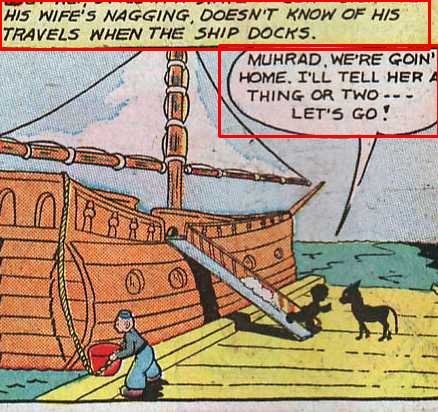 HIS WIFE'S NAGGING, DOESN'T KNOW OF HIS
TRAVELS WHEN THE SHIP DOCKS.
MUHRAD, WE'RE GOIN'
HOME. I'LL TELL HER A
THING OR TWO---
LET'S GO!